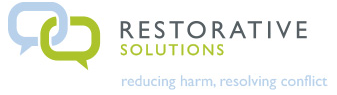 RESTORATIVE
SOLUTIONS
reducing harm, resolving conflict